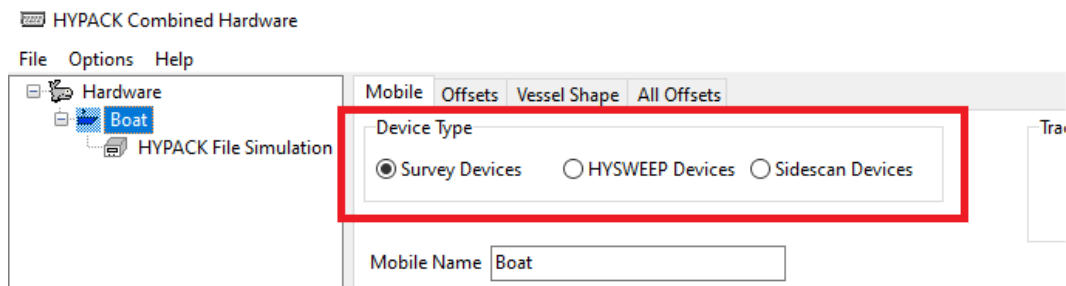 HYPACK Combined Hardware
File Options Help
Hardware
Boat
HYPACK File Simulation
Mobile Offsets Vessel Shape All Offsets
Device Type
Survey Devices HYSWEEP Devices Sidescan Devices
Mobile Name Boat